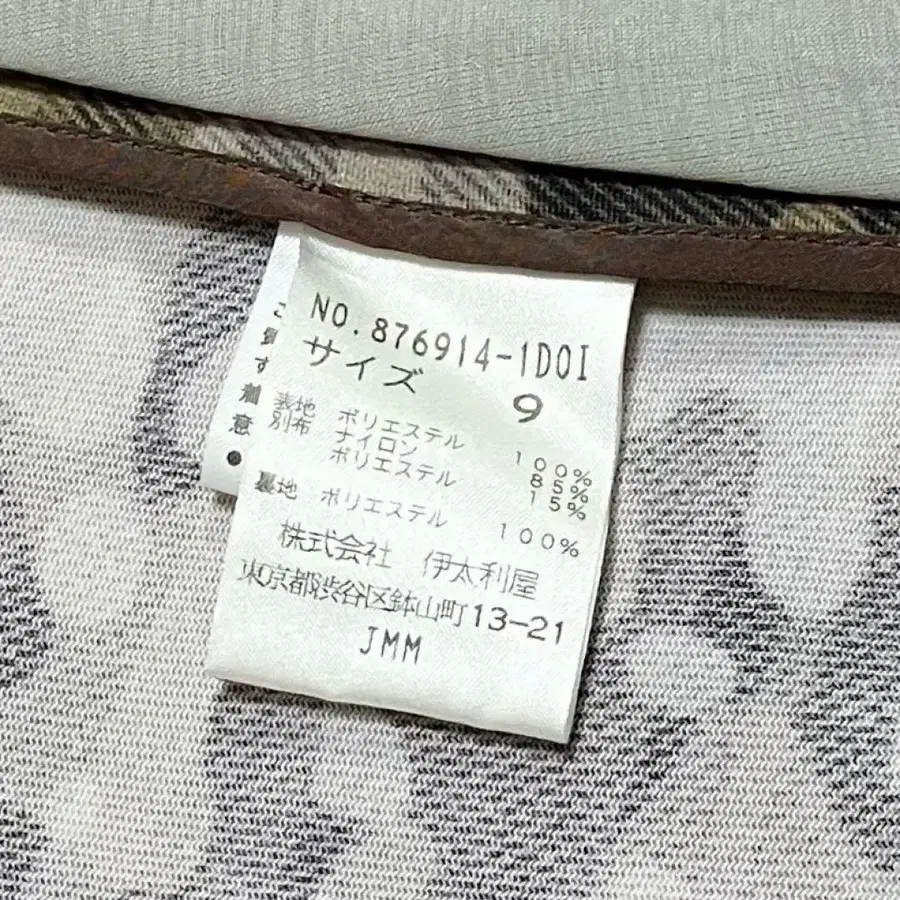 NO.876914-1D0I
サイズ 9
表地 ポリエステル 100%
別布 ナイロン 85%
ポリエステル 15%
裏地 ポリエステル 100%
株式会社 伊太利屋
東京都渋谷区鉢山町13-21
JMM